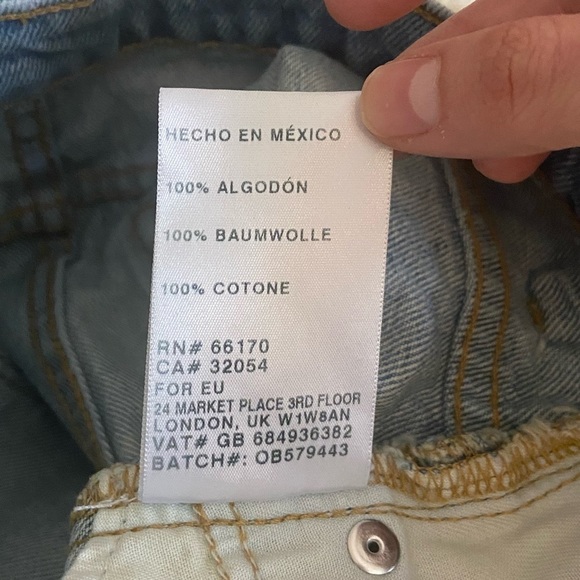 HECHO EN MÉXICO
100% ALGODÓN
100% BAUMWOLLE
100% COTONE
RN# 66170
CA# 32054
FOR EU
24 MARKET PLACE 3RD FLOOR
LONDON, UK W1W8AN
VAT# GB 684936382
BATCH#: OB579443